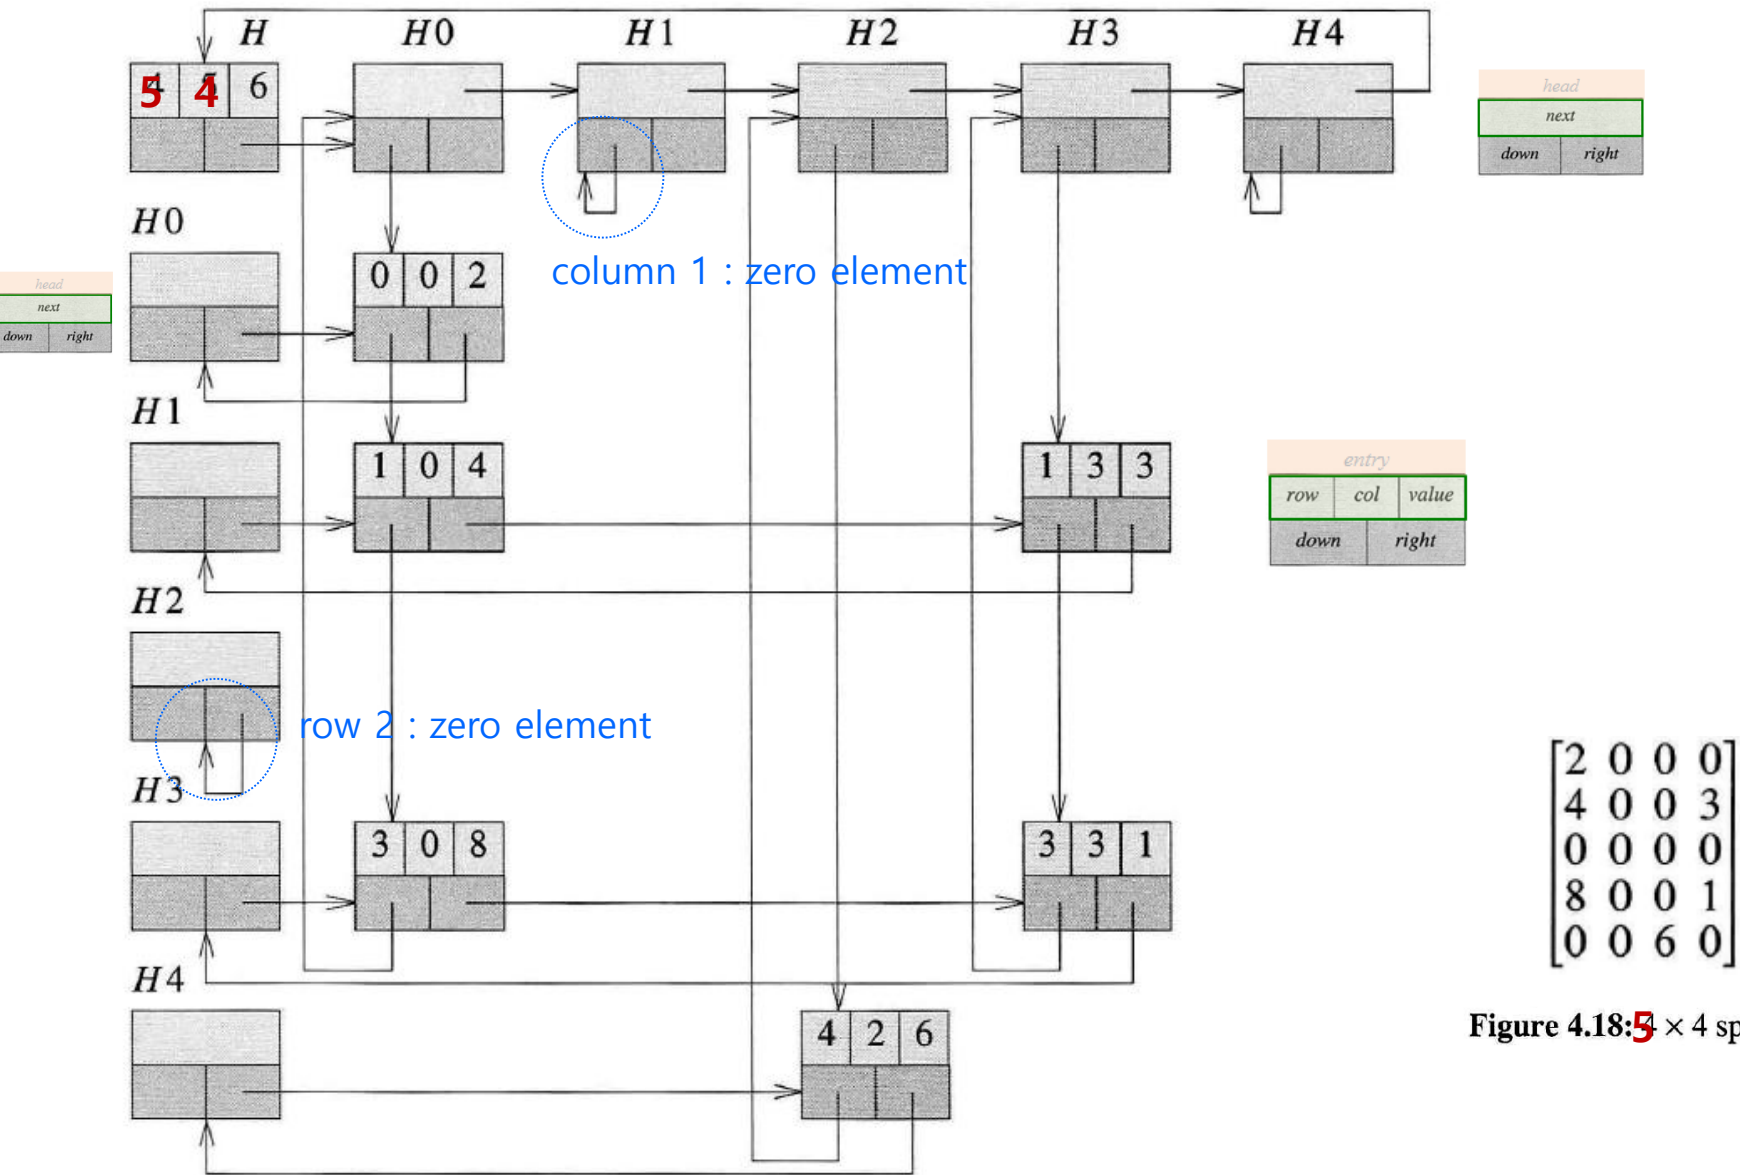 H H0 H1 H2 H3 H4
5 4 6
head
next
down right
H0
head
next
down right
0 0 2
column 1 : zero element
H1
1 0 4
1 3 3
entry
row col value
down right
H2
row 2 : zero element
H3
3 0 8
3 3 1
2 0 0 0
4 0 0 3
0 0 0 0
8 0 0 1
0 0 6 0
H4
4 2 6
Figure 4.18: 5 × 4 sp